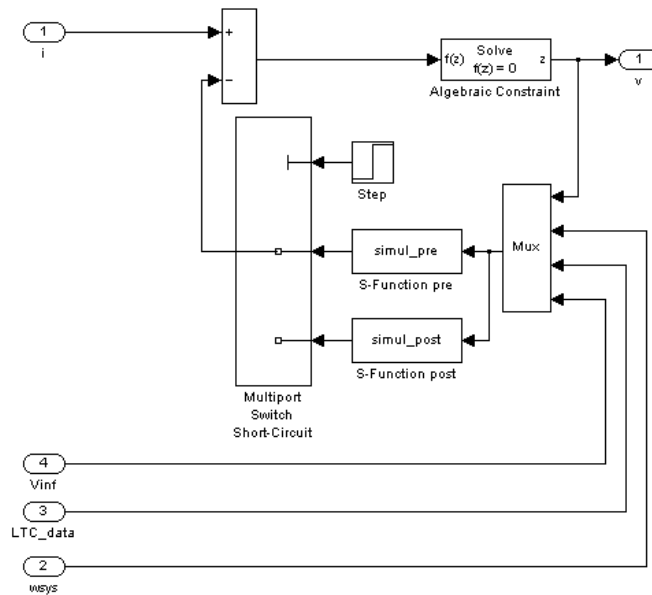 1
i
+
−
f(z)
Solve
f(z) = 0
z
Algebraic Constraint
1
v
Step
Mux
simul_pre
S-Function pre
simul_post
S-Function post
Multiport
Switch
Short-Circuit
4
Vinf
3
LTC_data
2
wsys